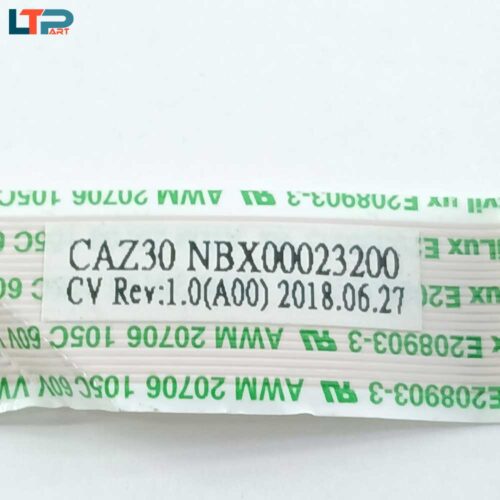 LTP
PART
E208903-3 AWM 20706 105C
CAZ30 NBX00023200
CV Rev:1.0(A00) 2018.06.27
E208903-3 AWM 20706 105C 60V
E208903-3 AWM 20706 105C 60V VW